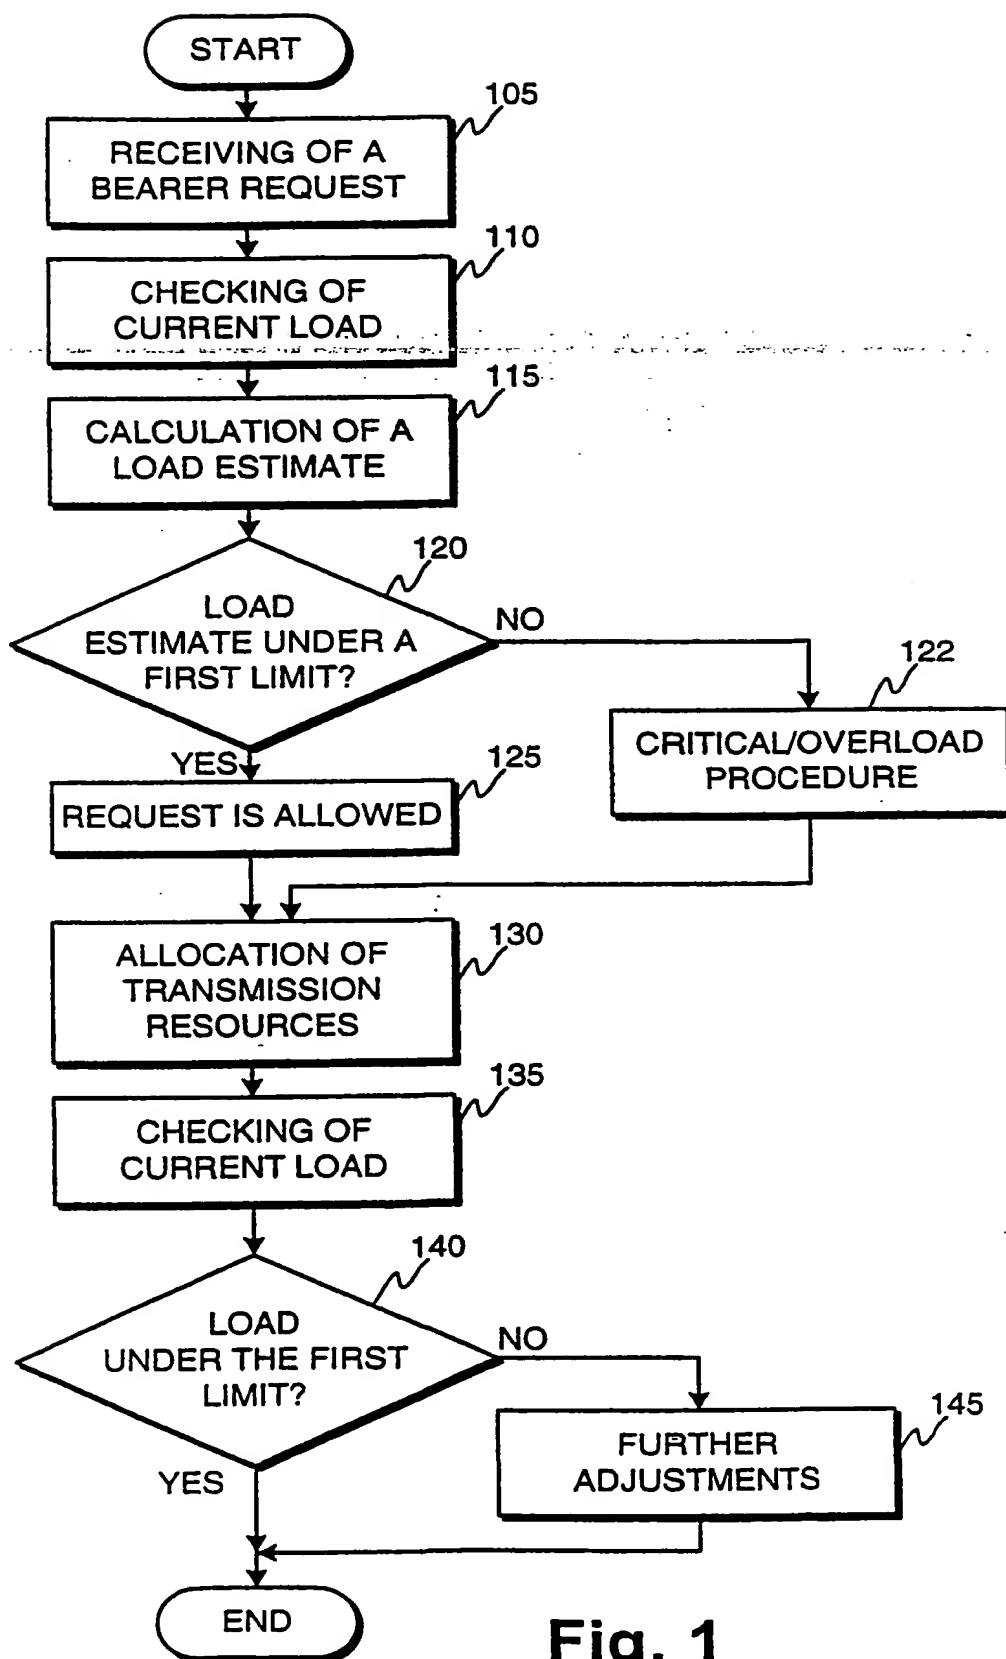 START
105
RECEIVING OF A
BEARER REQUEST
110
CHECKING OF
CURRENT LOAD
115
CALCULATION OF A
LOAD ESTIMATE
120
LOAD
ESTIMATE UNDER A
FIRST LIMIT?
NO
122
CRITICAL/OVERLOAD
PROCEDURE
YES
125
REQUEST IS ALLOWED
130
ALLOCATION OF
TRANSMISSION
RESOURCES
135
CHECKING OF
CURRENT LOAD
140
LOAD
UNDER THE FIRST
LIMIT?
NO
145
FURTHER
ADJUSTMENTS
YES
END
Fig. 1